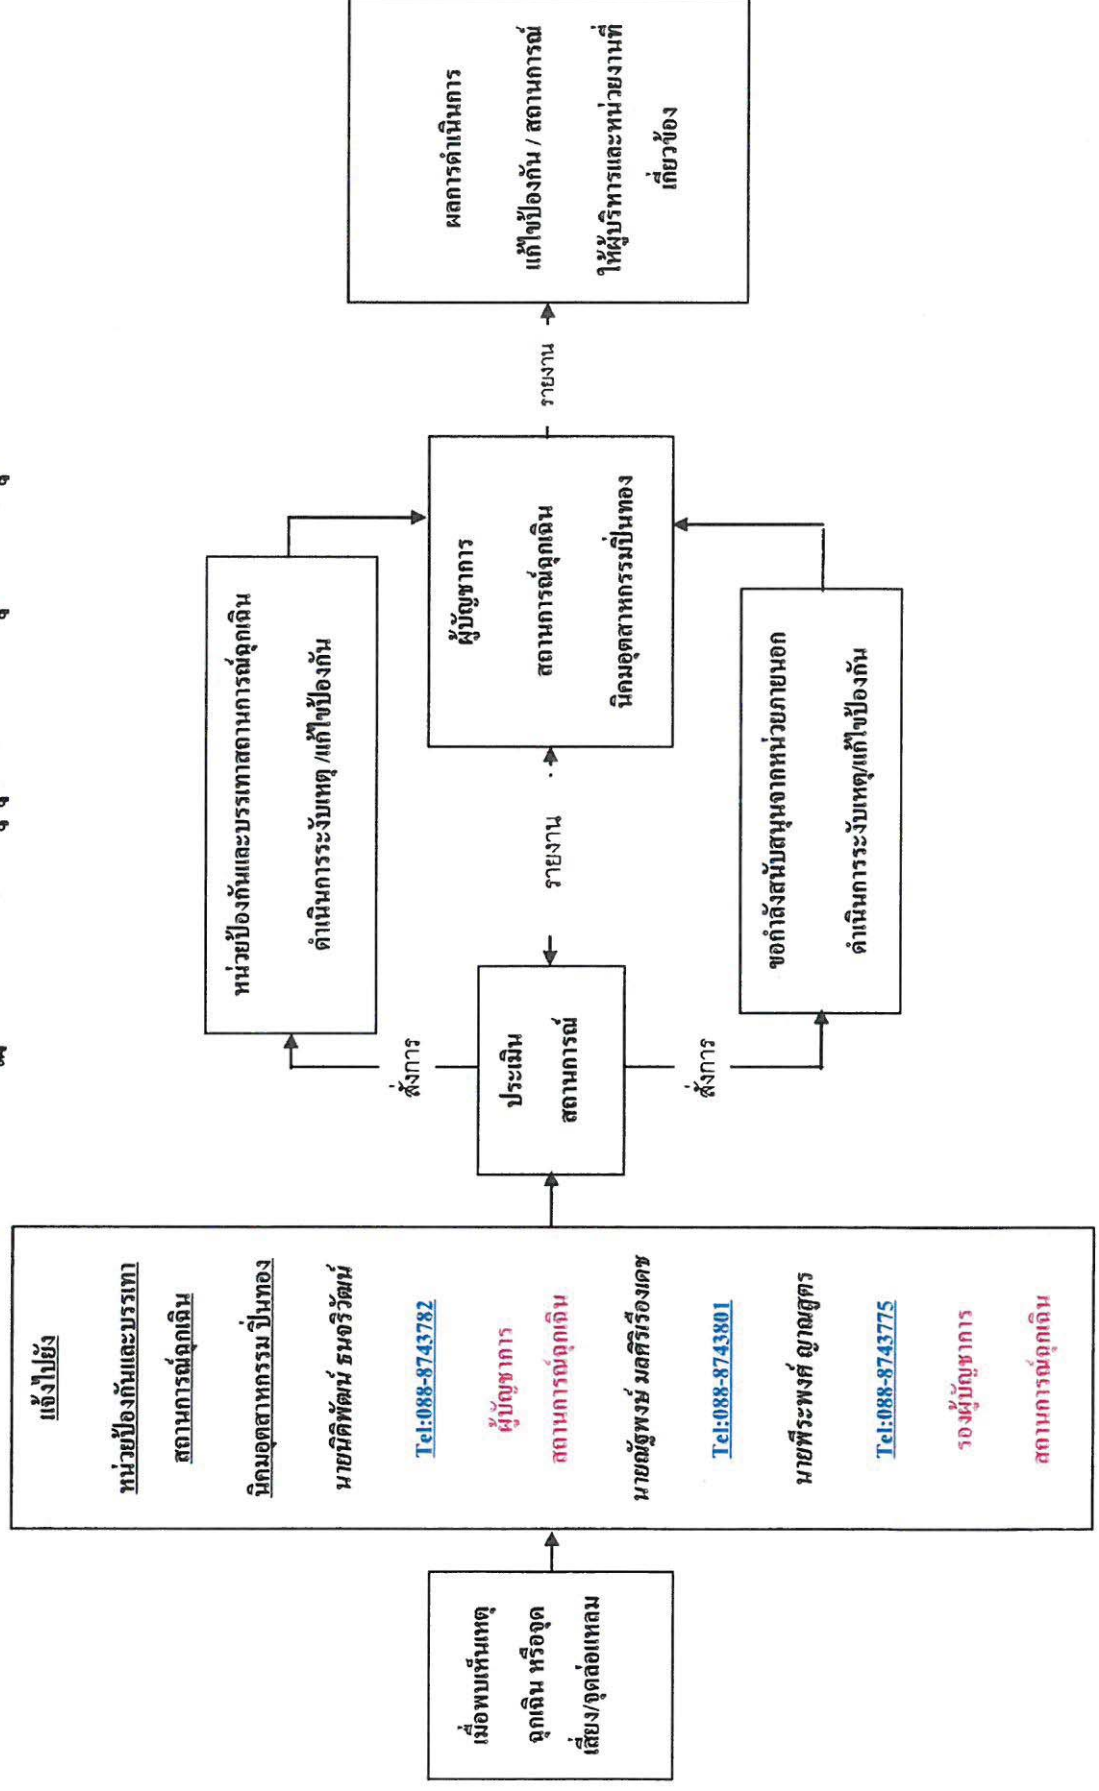 เมื่อพบเห็นเหตุ
ฉุกเฉิน หรือจุด
เสี่ยง/จุดล่อแหลม
แจ้งไปยัง
หน่วยป้องกันและบรรเทา
สถานการณ์ฉุกเฉิน
นิคมอุตสาหกรรม ปิ่นทอง
นายนิติพัฒน์ ธนจริวัฒน์
Tel:088-8743782
ผู้บัญชาการ
สถานการณ์ฉุกเฉิน
นายณัฐพงษ์ มลศิริเรืองเดช
Tel:088-8743801
นายพีระพงศ์ ญาณสูตร
Tel:088-8743775
รองผู้บัญชาการ
สถานการณ์ฉุกเฉิน
ประเมิน
สถานการณ์
สั่งการ
สั่งการ
หน่วยป้องกันและบรรเทาสถานการณ์ฉุกเฉิน
ดำเนินการระงับเหตุ /แก้ไขป้องกัน
รายงาน
ขอกำลังสนับสนุนจากหน่วยภายนอก
ดำเนินการระงับเหตุ/แก้ไขป้องกัน
ผู้บัญชาการ
สถานการณ์ฉุกเฉิน
นิคมอุตสาหกรรมปิ่นทอง
รายงาน
ผลการดำเนินการ
แก้ไขป้องกัน / สถานการณ์
ให้ผู้บริหารและหน่วยงานที่
เกี่ยวข้อง